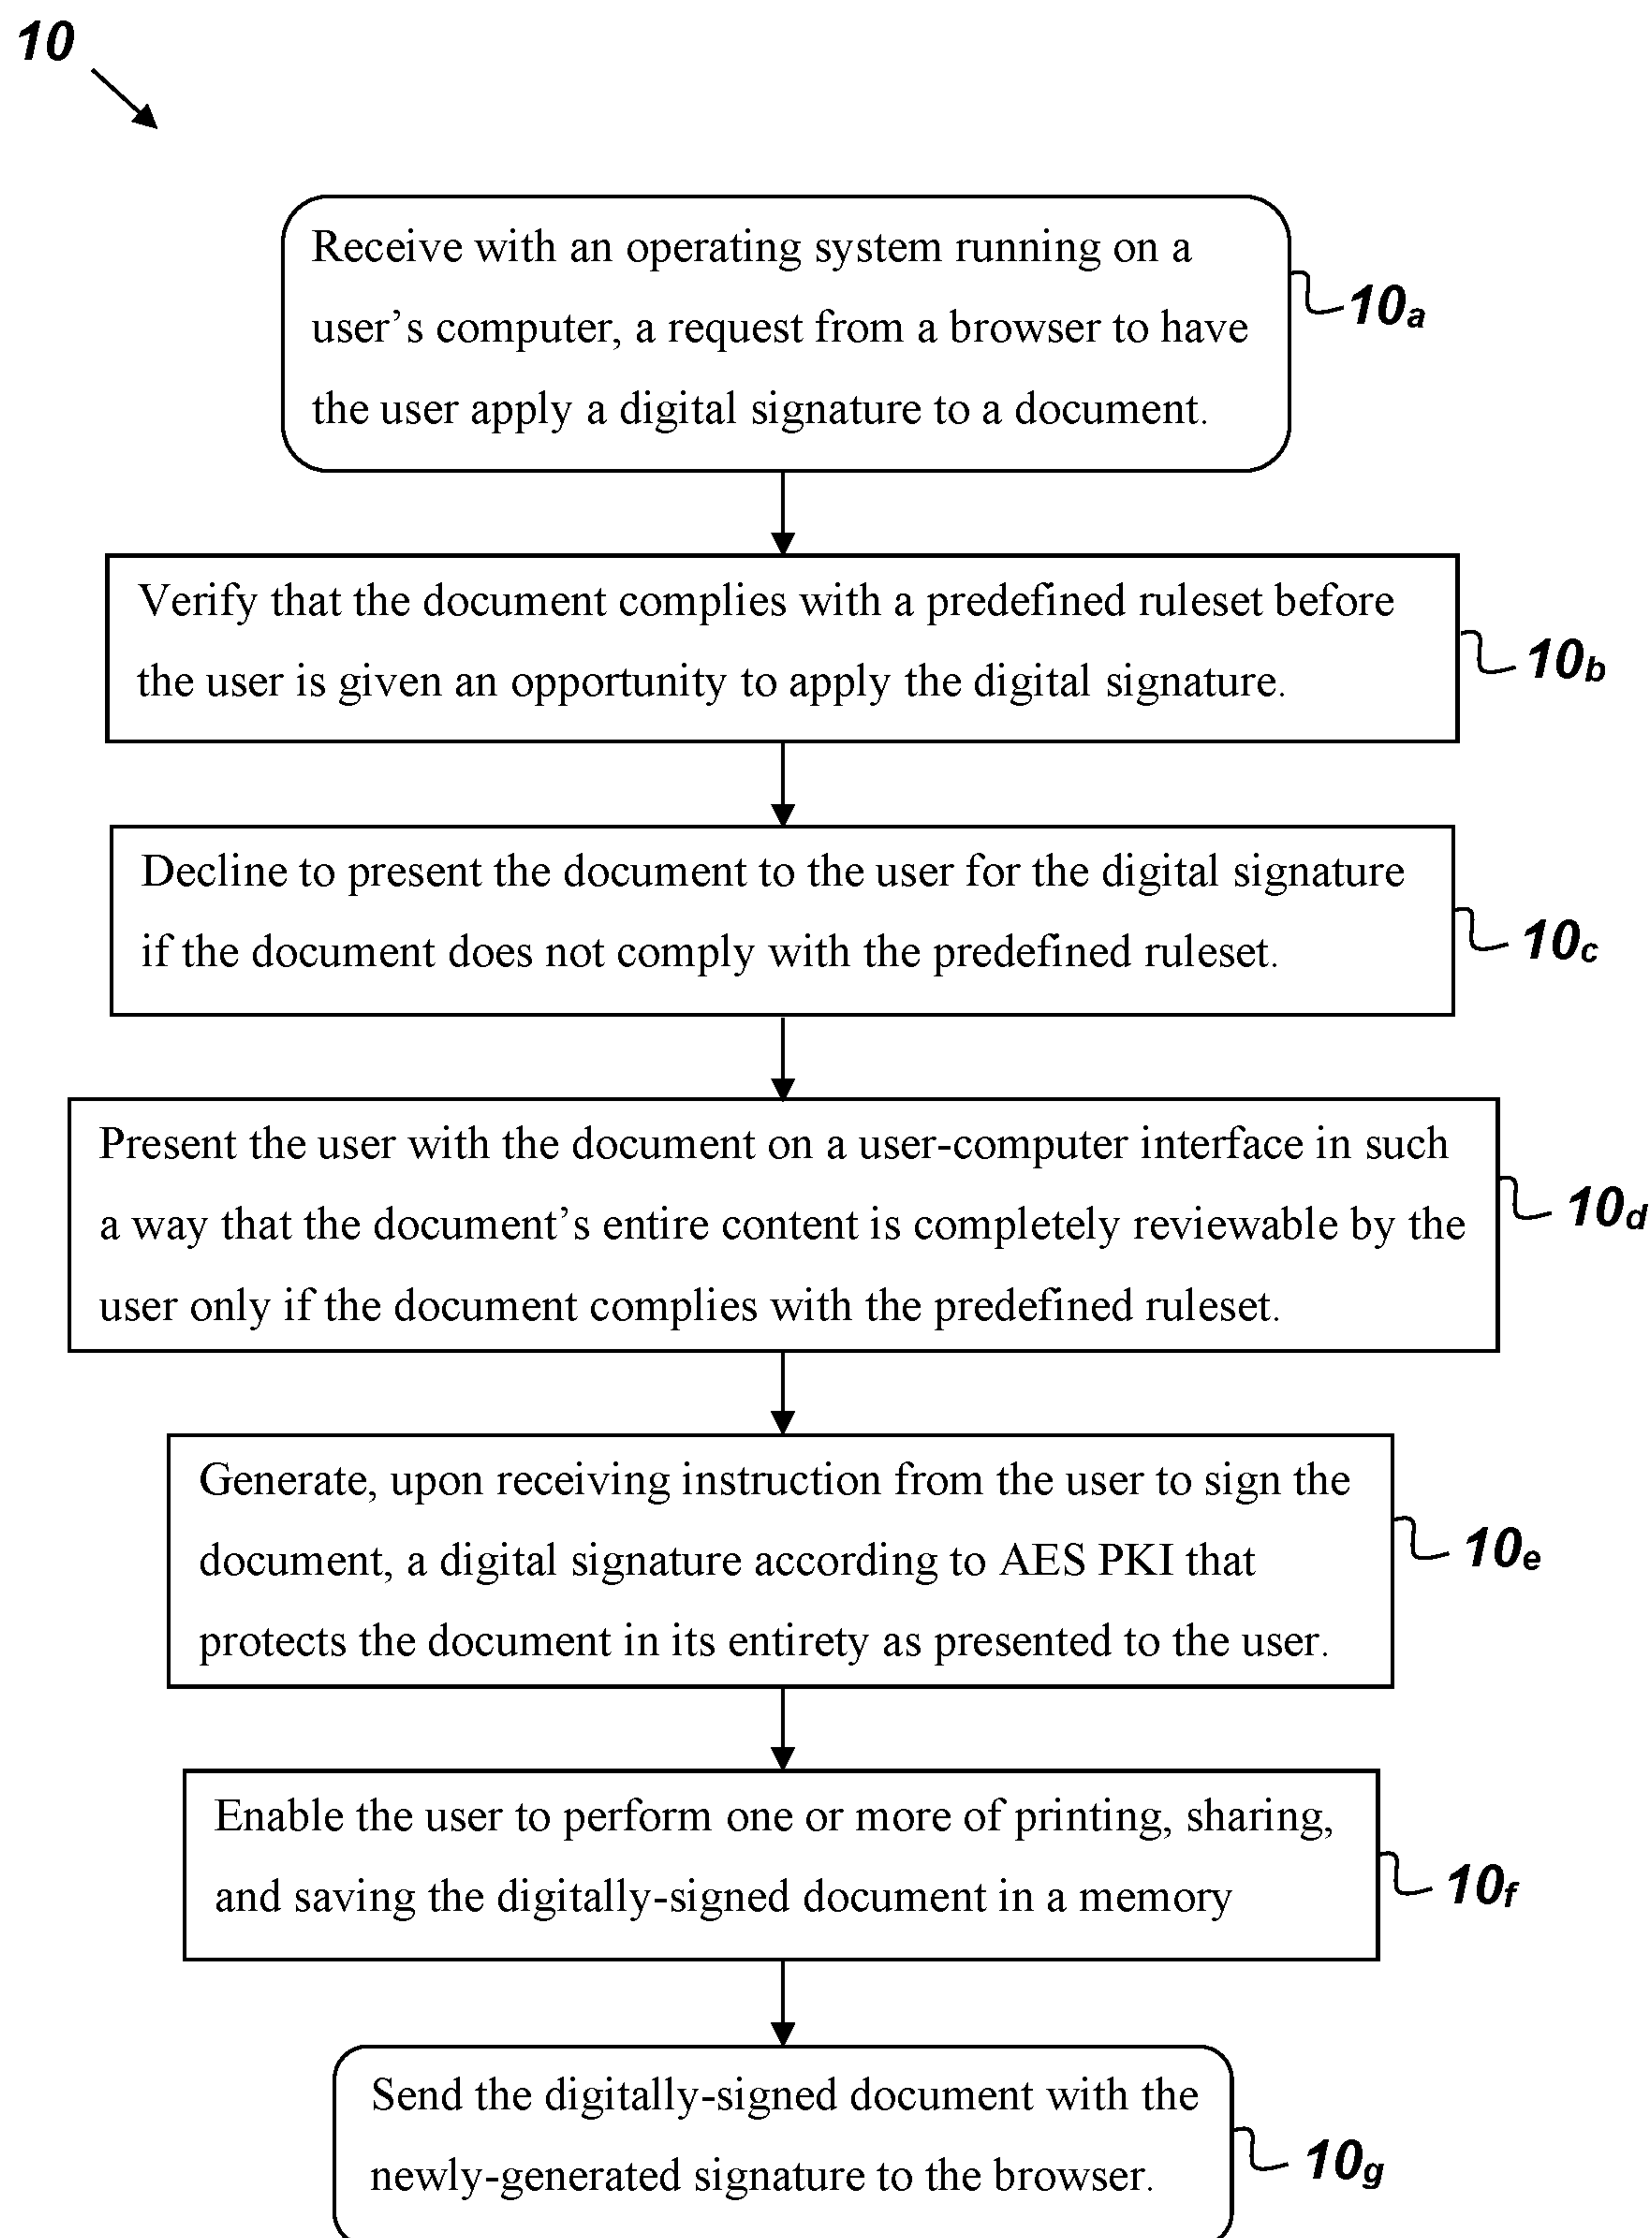 10
Receive with an operating system running on a
user’s computer, a request from a browser to have
the user apply a digital signature to a document.
10a
Verify that the document complies with a predefined ruleset before
the user is given an opportunity to apply the digital signature.
10b
Decline to present the document to the user for the digital signature
if the document does not comply with the predefined ruleset.
10c
Present the user with the document on a user-computer interface in such
a way that the document’s entire content is completely reviewable by the
user only if the document complies with the predefined ruleset.
10d
Generate, upon receiving instruction from the user to sign the
document, a digital signature according to AES PKI that
protects the document in its entirety as presented to the user.
10e
Enable the user to perform one or more of printing, sharing,
and saving the digitally-signed document in a memory
10f
Send the digitally-signed document with the
newly-generated signature to the browser.
10g